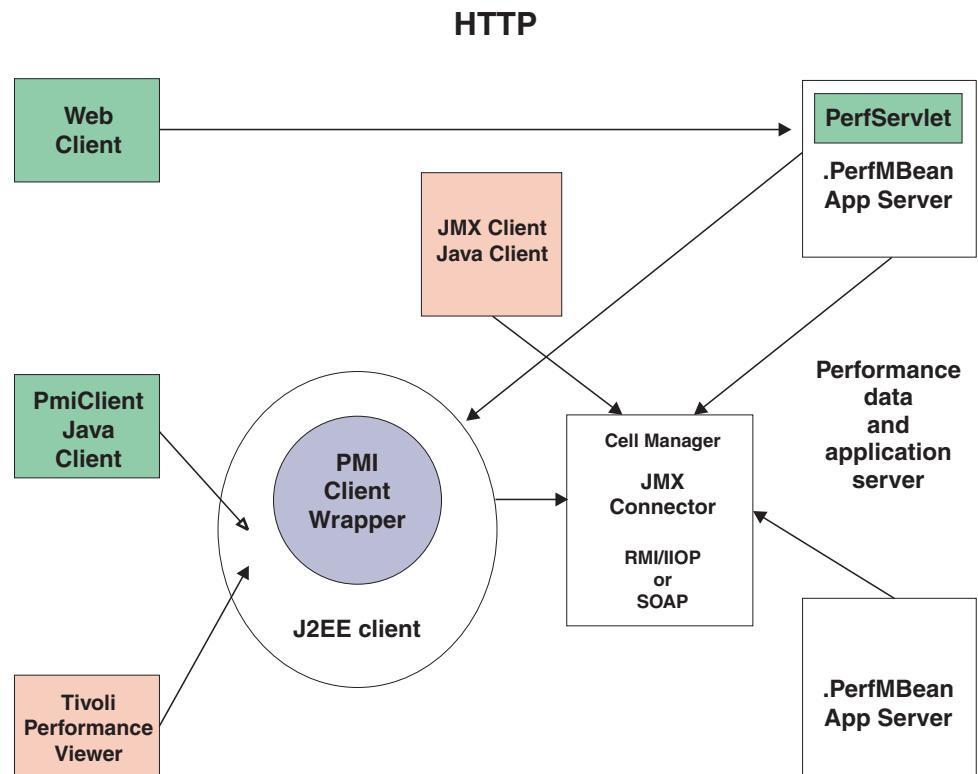 HTTP
Web
Client
PerfServlet
.PerfMBean
App Server
JMX Client
Java Client
PmiClient
Java
Client
PMI
Client
Wrapper
J2EE client
Cell Manager
JMX
Connector
RMI/IIOP
or
SOAP
Performance
data
and
application
server
Tivoli
Performance
Viewer
.PerfMBean
App Server